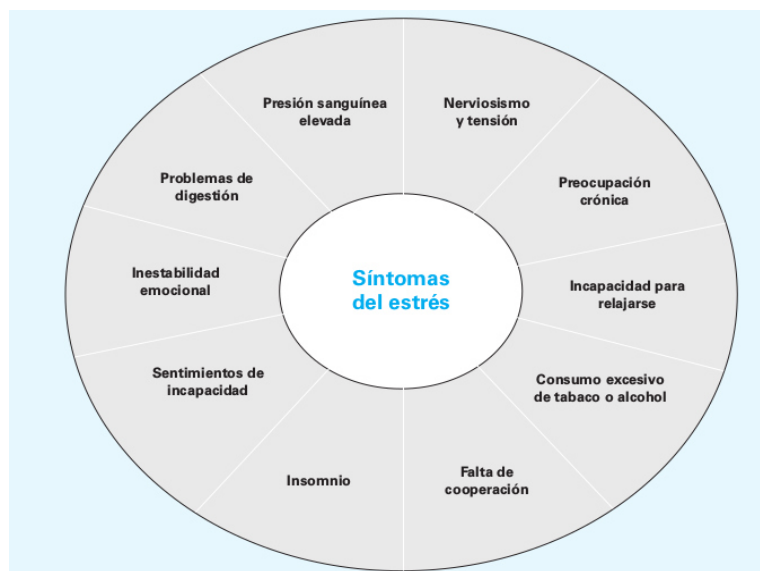 Síntomas
del estrés
Nerviosismo
y tensión
Preocupación
crónica
Incapacidad para
relajarse
Consumo excesivo
de tabaco o alcohol
Falta de
cooperación
Insomnio
Sentimientos de
incapacidad
Inestabilidad
emocional
Problemas de
digestión
Presión sanguínea
elevada